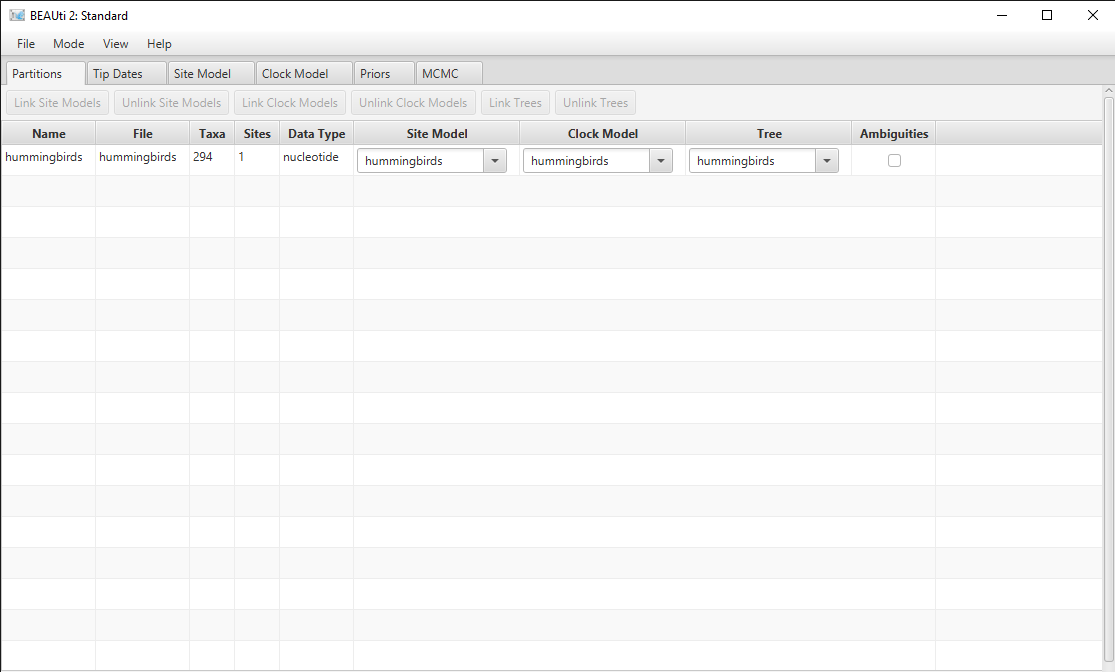 BEAUti 2: Standard
File Mode View Help
Partitions Tip Dates Site Model Clock Model Priors MCMC
Link Site Models Unlink Site Models Link Clock Models Unlink Clock Models Link Trees Unlink Trees
Name File Taxa Sites Data Type Site Model Clock Model Tree Ambiguities
hummingbirds hummingbirds 294 1 nucleotide hummingbirds hummingbirds hummingbirds